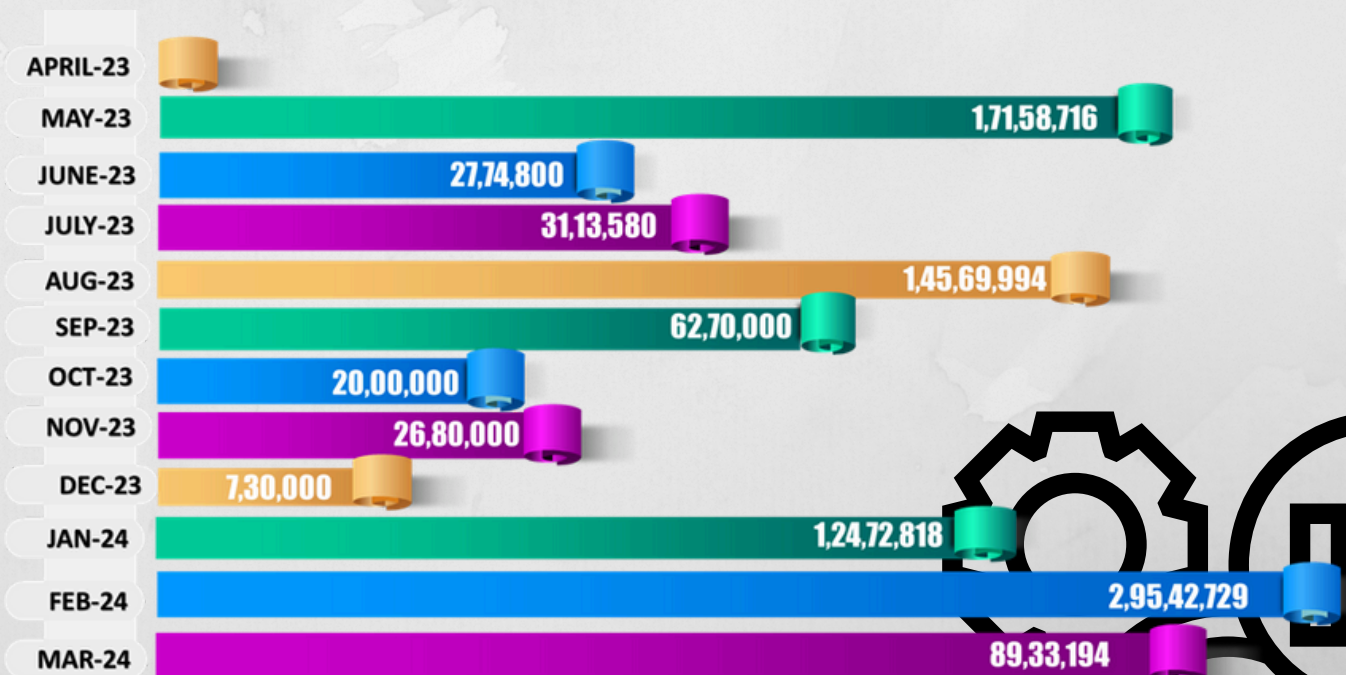 APRIL-23
MAY-23 1,71,58,716
JUNE-23 27,74,800
JULY-23 31,13,580
AUG-23 1,45,69,994
SEP-23 62,70,000
OCT-23 20,00,000
NOV-23 26,80,000
DEC-23 7,30,000
JAN-24 1,24,72,818
FEB-24 2,95,42,729
MAR-24 89,33,194